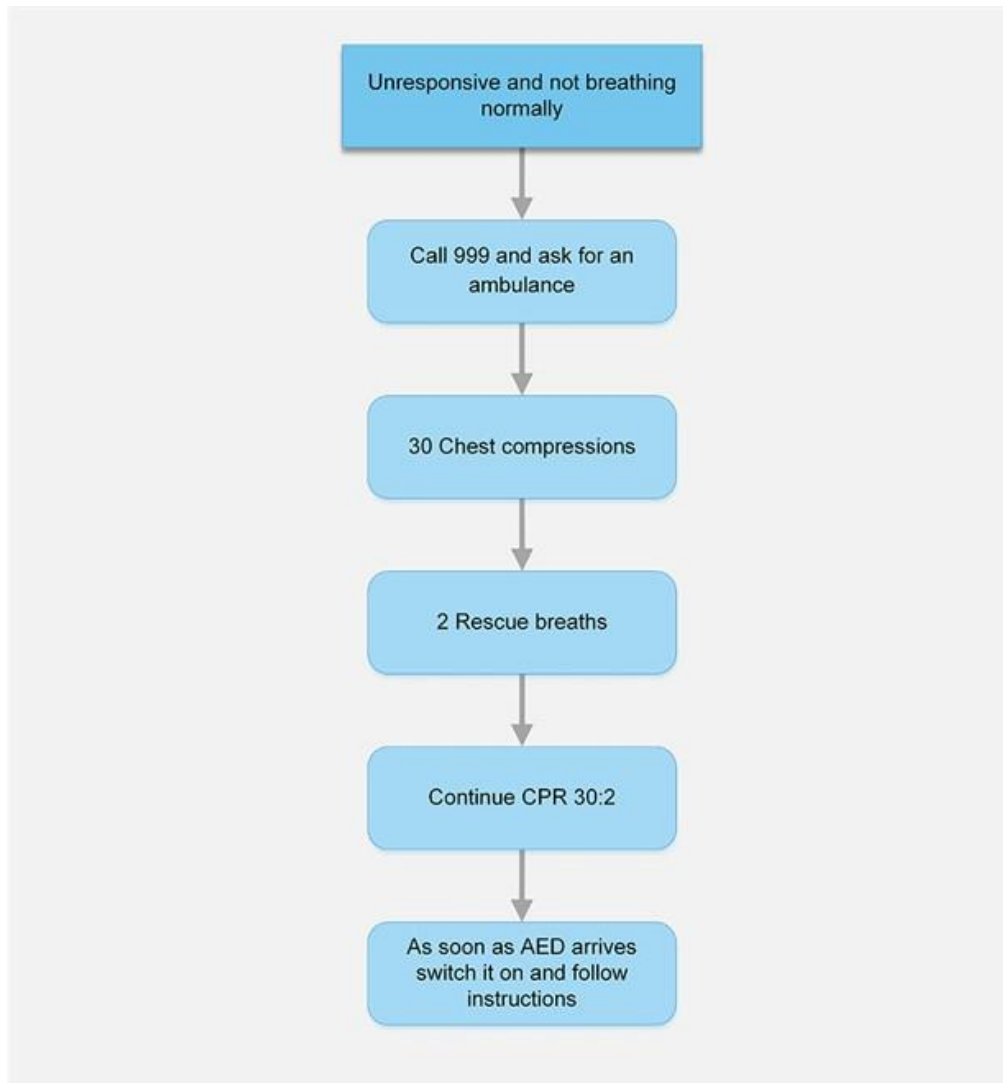 Unresponsive and not breathing
normally
Call 999 and ask for an
ambulance
30 Chest compressions
2 Rescue breaths
Continue CPR 30:2
As soon as AED arrives
switch it on and follow
instructions